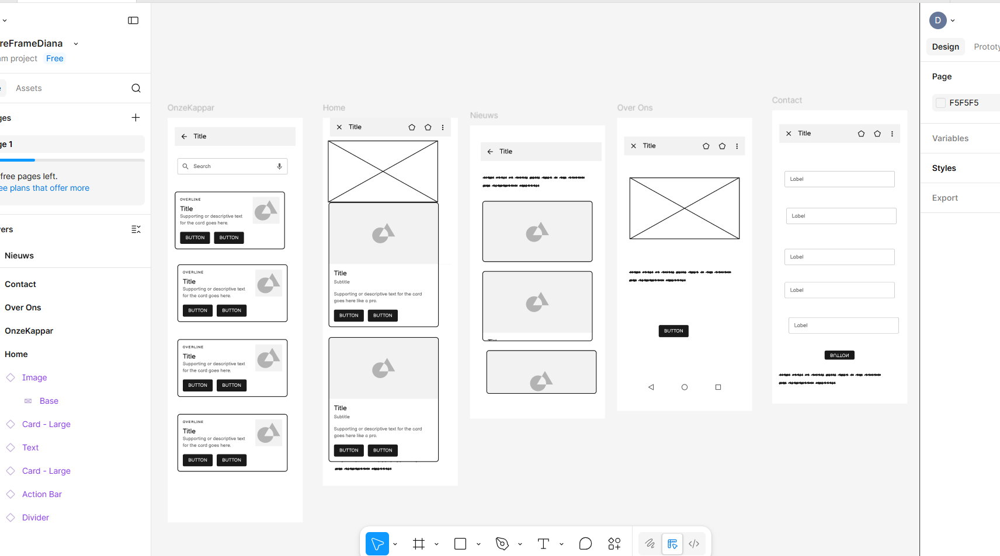 reFrameDiana
am project Free
Assets
ges
ge 1
free pages left.
ee plans that offer more
yers
Nieuws
Contact
Over Ons
OnzeKappar
Home
Image
Base
Card - Large
Text
Card - Large
Action Bar
Divider
OnzeKappar
Title
Search
OVERLINE
Title
Supporting or descriptive text
for the card goes here.
BUTTON BUTTON
OVERLINE
Title
Supporting or descriptive text
for the card goes here.
BUTTON BUTTON
OVERLINE
Title
Supporting or descriptive text
for the card goes here.
BUTTON BUTTON
OVERLINE
Title
Supporting or descriptive text
for the card goes here.
BUTTON BUTTON
Home
Title
Title
Subtitle
Supporting or descriptive text for the card
goes here like a pro.
BUTTON BUTTON
Title
Subtitle
Supporting or descriptive text for the card
goes here like a pro.
BUTTON BUTTON
Nieuws
Title
Over Ons
Title
BUTTON
Contact
Title
Label
Label
Label
Label
Label
BUTTON
D
Design Prototy
Page
F5F5F5
Variables
Styles
Export